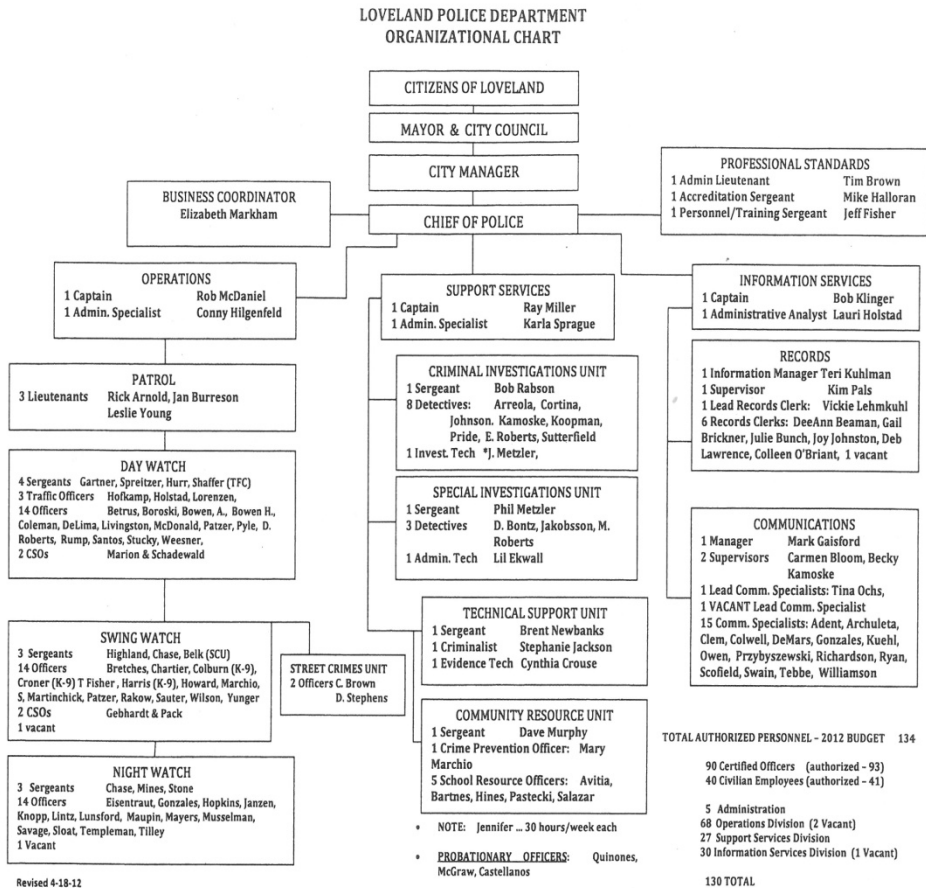 LOVELAND POLICE DEPARTMENT
ORGANIZATIONAL CHART
CITIZENS OF LOVELAND
MAYOR & CITY COUNCIL
CITY MANAGER
CHIEF OF POLICE
BUSINESS COORDINATOR
Elizabeth Markham
PROFESSIONAL STANDARDS
1 Admin Lieutenant Tim Brown
1 Accreditation Sergeant Mike Halloran
1 Personnel/Training Sergeant Jeff Fisher
OPERATIONS
1 Captain Rob McDaniel
1 Admin. Specialist Conny Hilgenfeld
PATROL
3 Lieutenants Rick Arnold, Jan Burreson
Leslie Young
DAY WATCH
4 Sergeants Gartner, Spreitzer, Hurr, Shaffer (TFC)
3 Traffic Officers Hofkamp, Holstad, Lorenzen,
14 Officers Betrus, Boroski, Bowen, A., Bowen H.,
Coleman, DeLima, Livingston, McDonald, Patzer, Pyle, D.
Roberts, Rump, Santos, Stucky, Weesner,
2 CSOs Marion & Schadewald
SWING WATCH
3 Sergeants Highland, Chase, Belk (SCU)
14 Officers Bretches, Chartier, Colburn (K-9),
Croner (K-9) T Fisher , Harris (K-9), Howard, Marchio,
S, Martinchick, Patzer, Rakow, Sauter, Wilson, Yunger
2 CSOs Gebhardt & Pack
1 vacant
STREET CRIMES UNIT
2 Officers C. Brown
D. Stephens
NIGHT WATCH
3 Sergeants Chase, Mines, Stone
14 Officers Eisentraut, Gonzales, Hopkins, Janzen,
Knopp, Lintz, Lunsford, Maupin, Mayers, Musselman,
Savage, Sloat, Templeman, Tilley
1 Vacant
Revised 4-18-12
SUPPORT SERVICES
1 Captain Ray Miller
1 Admin. Specialist Karla Sprague
CRIMINAL INVESTIGATIONS UNIT
1 Sergeant Bob Rabson
8 Detectives: Arreola, Cortina,
Johnson. Kamoske, Koopman,
Pride, E. Roberts, Sutterfield
1 Invest. Tech *J. Metzler,
SPECIAL INVESTIGATIONS UNIT
1 Sergeant Phil Metzler
3 Detectives D. Bontz, Jakobsson, M.
Roberts
1 Admin. Tech Lil Ekwall
TECHNICAL SUPPORT UNIT
1 Sergeant Brent Newbanks
1 Criminalist Stephanie Jackson
1 Evidence Tech Cynthia Crouse
COMMUNITY RESOURCE UNIT
1 Sergeant Dave Murphy
1 Crime Prevention Officer: Mary
Marchio
5 School Resource Officers: Avitia,
Bartnes, Hines, Pastecki, Salazar
* NOTE: Jennifer ... 30 hours/week each
* PROBATIONARY OFFICERS: Quinones,
McGraw, Castellanos
INFORMATION SERVICES
1 Captain Bob Klinger
1 Administrative Analyst Lauri Holstad
RECORDS
1 Information Manager Teri Kuhlman
1 Supervisor Kim Pals
1 Lead Records Clerk: Vickie Lehmkuhl
6 Records Clerks: DeeAnn Beaman, Gail
Brickner, Julie Bunch, Joy Johnston, Deb
Lawrence, Colleen O'Briant, 1 vacant
COMMUNICATIONS
1 Manager Mark Gaisford
2 Supervisors Carmen Bloom, Becky
Kamoske
1 Lead Comm. Specialists: Tina Ochs,
1 VACANT Lead Comm. Specialist
15 Comm. Specialists: Adent, Archuleta,
Clem, Colwell, DeMars, Gonzales, Kuehl,
Owen, Przybyszewski, Richardson, Ryan,
Scofield, Swain, Tebbe, Williamson
TOTAL AUTHORIZED PERSONNEL – 2012 BUDGET 134
90 Certified Officers (authorized – 93)
40 Civilian Employees (authorized – 41)
5 Administration
68 Operations Division (2 Vacant)
27 Support Services Division
30 Information Services Division (1 Vacant)
130 TOTAL